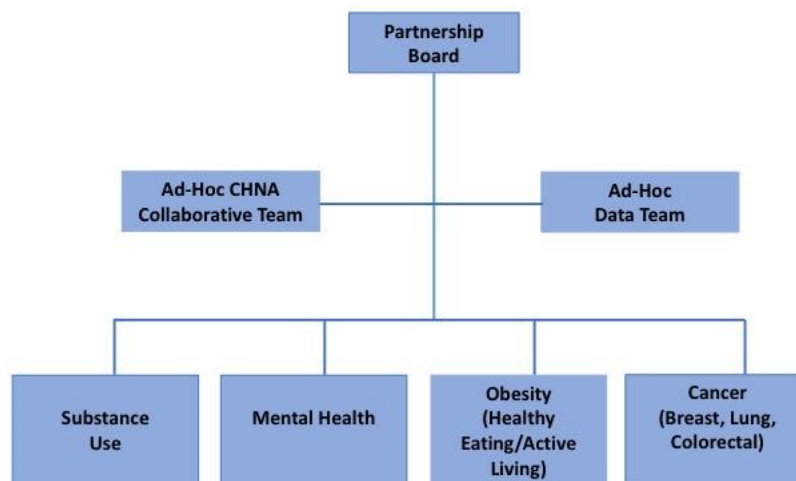 Partnership
Board
Ad-Hoc CHNA
Collaborative Team
Ad-Hoc
Data Team
Substance
Use
Mental Health
Obesity
(Healthy
Eating/Active
Living)
Cancer
(Breast, Lung,
Colorectal)